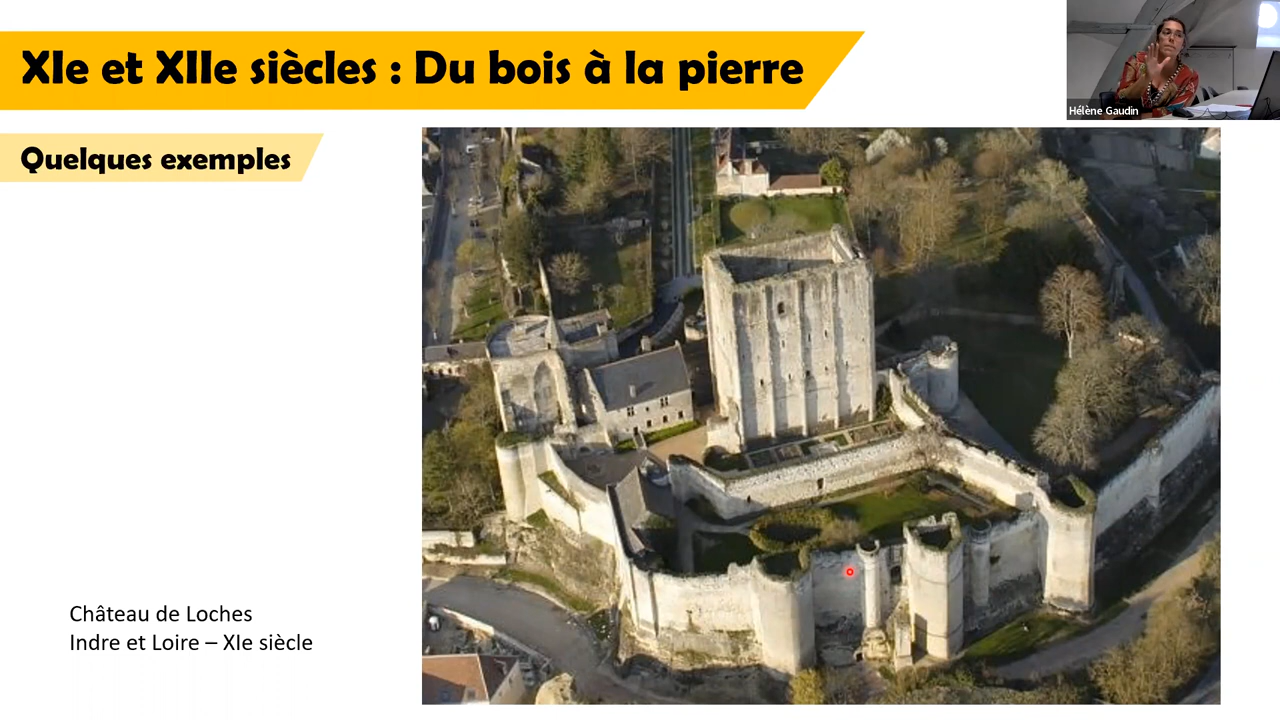 XIe et XIIe siècles : Du bois à la pierre
Hélène Gaudin
Quelques exemples
Château de Loches
Indre et Loire – XIe siècle